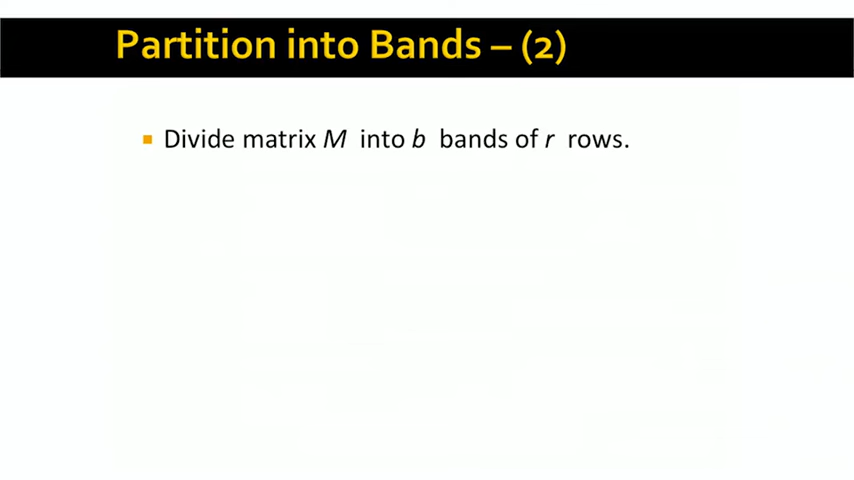 Partition into Bands – (2)
Divide matrix M into b bands of r rows.